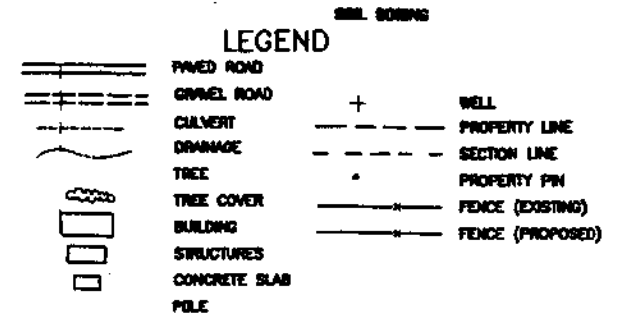 SOIL BORING
LEGEND
PAVED ROAD
GRAVEL ROAD
CULVERT
DRAINAGE
TREE
TREE COVER
BUILDING
STRUCTURES
CONCRETE SLAB
POLE
WELL
PROPERTY LINE
SECTION LINE
PROPERTY PIN
FENCE (EXISTING)
FENCE (PROPOSED)